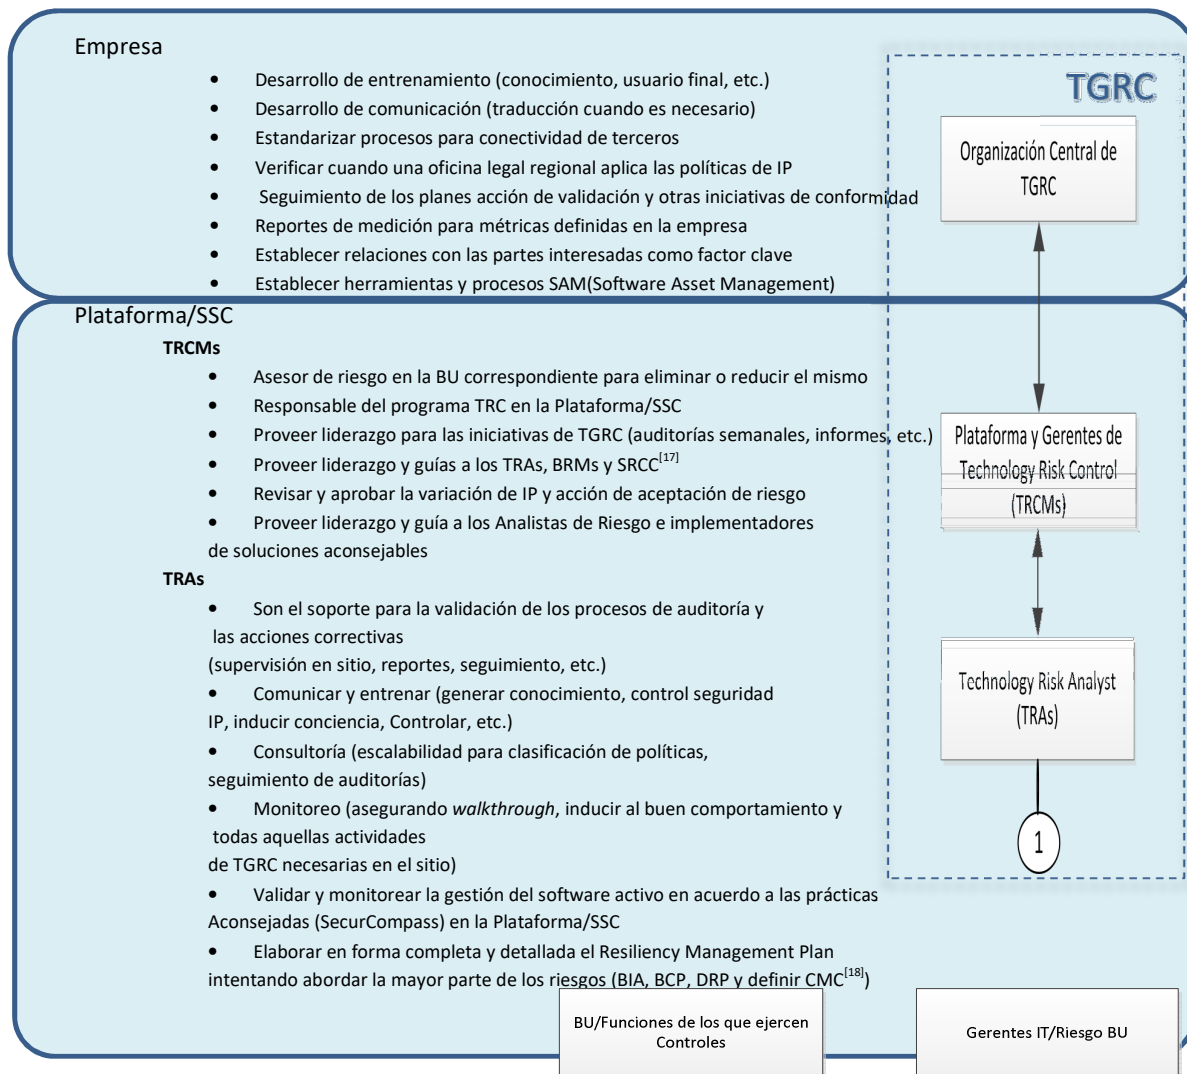 Empresa
• Desarrollo de entrenamiento (conocimiento, usuario final, etc.)
• Desarrollo de comunicación (traducción cuando es necesario)
• Estandarizar procesos para conectividad de terceros
• Verificar cuando una oficina legal regional aplica las políticas de IP
• Seguimiento de los planes acción de validación y otras iniciativas de conformidad
• Reportes de medición para métricas definidas en la empresa
• Establecer relaciones con las partes interesadas como factor clave
• Establecer herramientas y procesos SAM(Software Asset Management)
TGRC
Organización Central de
TGRC
Plataforma/SSC
TRCMs
• Asesor de riesgo en la BU correspondiente para eliminar o reducir el mismo
• Responsable del programa TRC en la Plataforma/SSC
• Proveer liderazgo para las iniciativas de TGRC (auditorías semanales, informes, etc.)
• Proveer liderazgo y guías a los TRAs, BRMs y SRCC[17]
• Revisar y aprobar la variación de IP y acción de aceptación de riesgo
• Proveer liderazgo y guía a los Analistas de Riesgo e implementadores
de soluciones aconsejables
Plataforma y Gerentes de
Technology Risk Control
(TRCMs)
TRAs
• Son el soporte para la validación de los procesos de auditoría y
las acciones correctivas
(supervisión en sitio, reportes, seguimiento, etc.)
• Comunicar y entrenar (generar conocimiento, control seguridad
IP, inducir conciencia, Controlar, etc.)
• Consultoría (escalabilidad para clasificación de políticas,
seguimiento de auditorías)
• Monitoreo (asegurando walkthrough, inducir al buen comportamiento y
todas aquellas actividades
de TGRC necesarias en el sitio)
• Validar y monitorear la gestión del software activo en acuerdo a las prácticas
Aconsejadas (SecurCompass) en la Plataforma/SSC
• Elaborar en forma completa y detallada el Resiliency Management Plan
intentando abordar la mayor parte de los riesgos (BIA, BCP, DRP y definir CMC[18])
Technology Risk Analyst
(TRAs)
1
BU/Funciones de los que ejercen
Controles
Gerentes IT/Riesgo BU